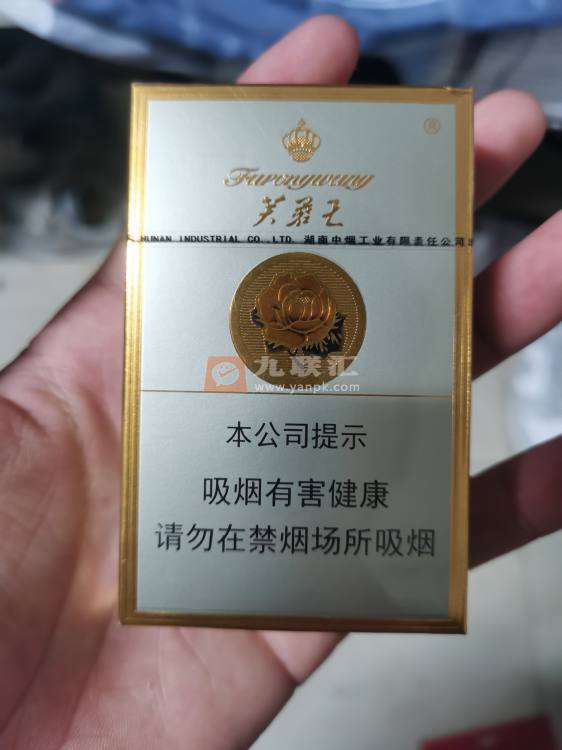 ®
Furongwang
芙蓉王
HUNAN INDUSTRIAL CO.,LTD. 湖南中烟工业有限责任公司
九联汇
www.yanpk.com
本公司提示
吸烟有害健康
请勿在禁烟场所吸烟